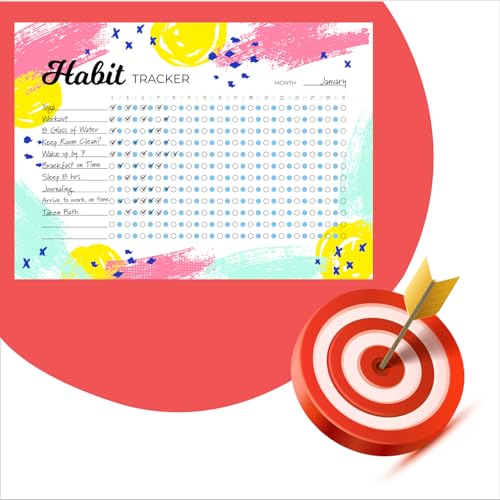 Habit TRACKER
MONTH January
Yoga
Workout
8 Glass of Water
Keep Room Clean?
Wake up by 7
Breakfast on Time
Sleep 8 hrs
Journaling
Arrive to work on time
Taken Bath